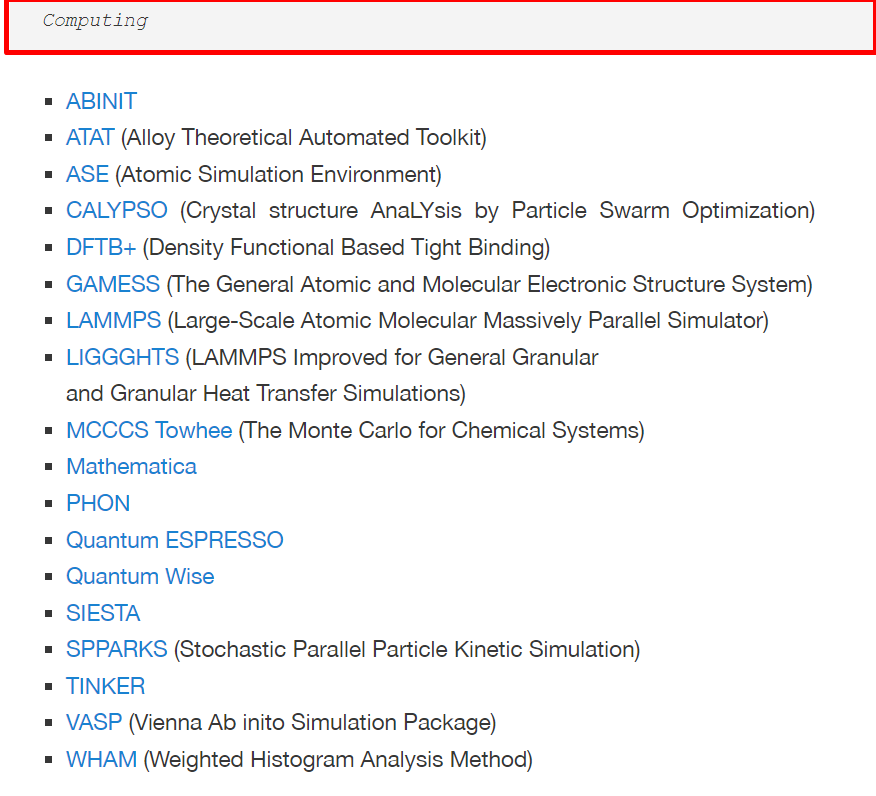 Computing
ABINIT
ATAT (Alloy Theoretical Automated Toolkit)
ASE (Atomic Simulation Environment)
CALYPSO (Crystal structure AnaLYsis by Particle Swarm Optimization)
DFTB+ (Density Functional Based Tight Binding)
GAMESS (The General Atomic and Molecular Electronic Structure System)
LAMMPS (Large-Scale Atomic Molecular Massively Parallel Simulator)
LIGGGHTS (LAMMPS Improved for General Granular
and Granular Heat Transfer Simulations)
MCCCS Towhee (The Monte Carlo for Chemical Systems)
Mathematica
PHON
Quantum ESPRESSO
Quantum Wise
SIESTA
SPPARKS (Stochastic Parallel Particle Kinetic Simulation)
TINKER
VASP (Vienna Ab inito Simulation Package)
WHAM (Weighted Histogram Analysis Method)